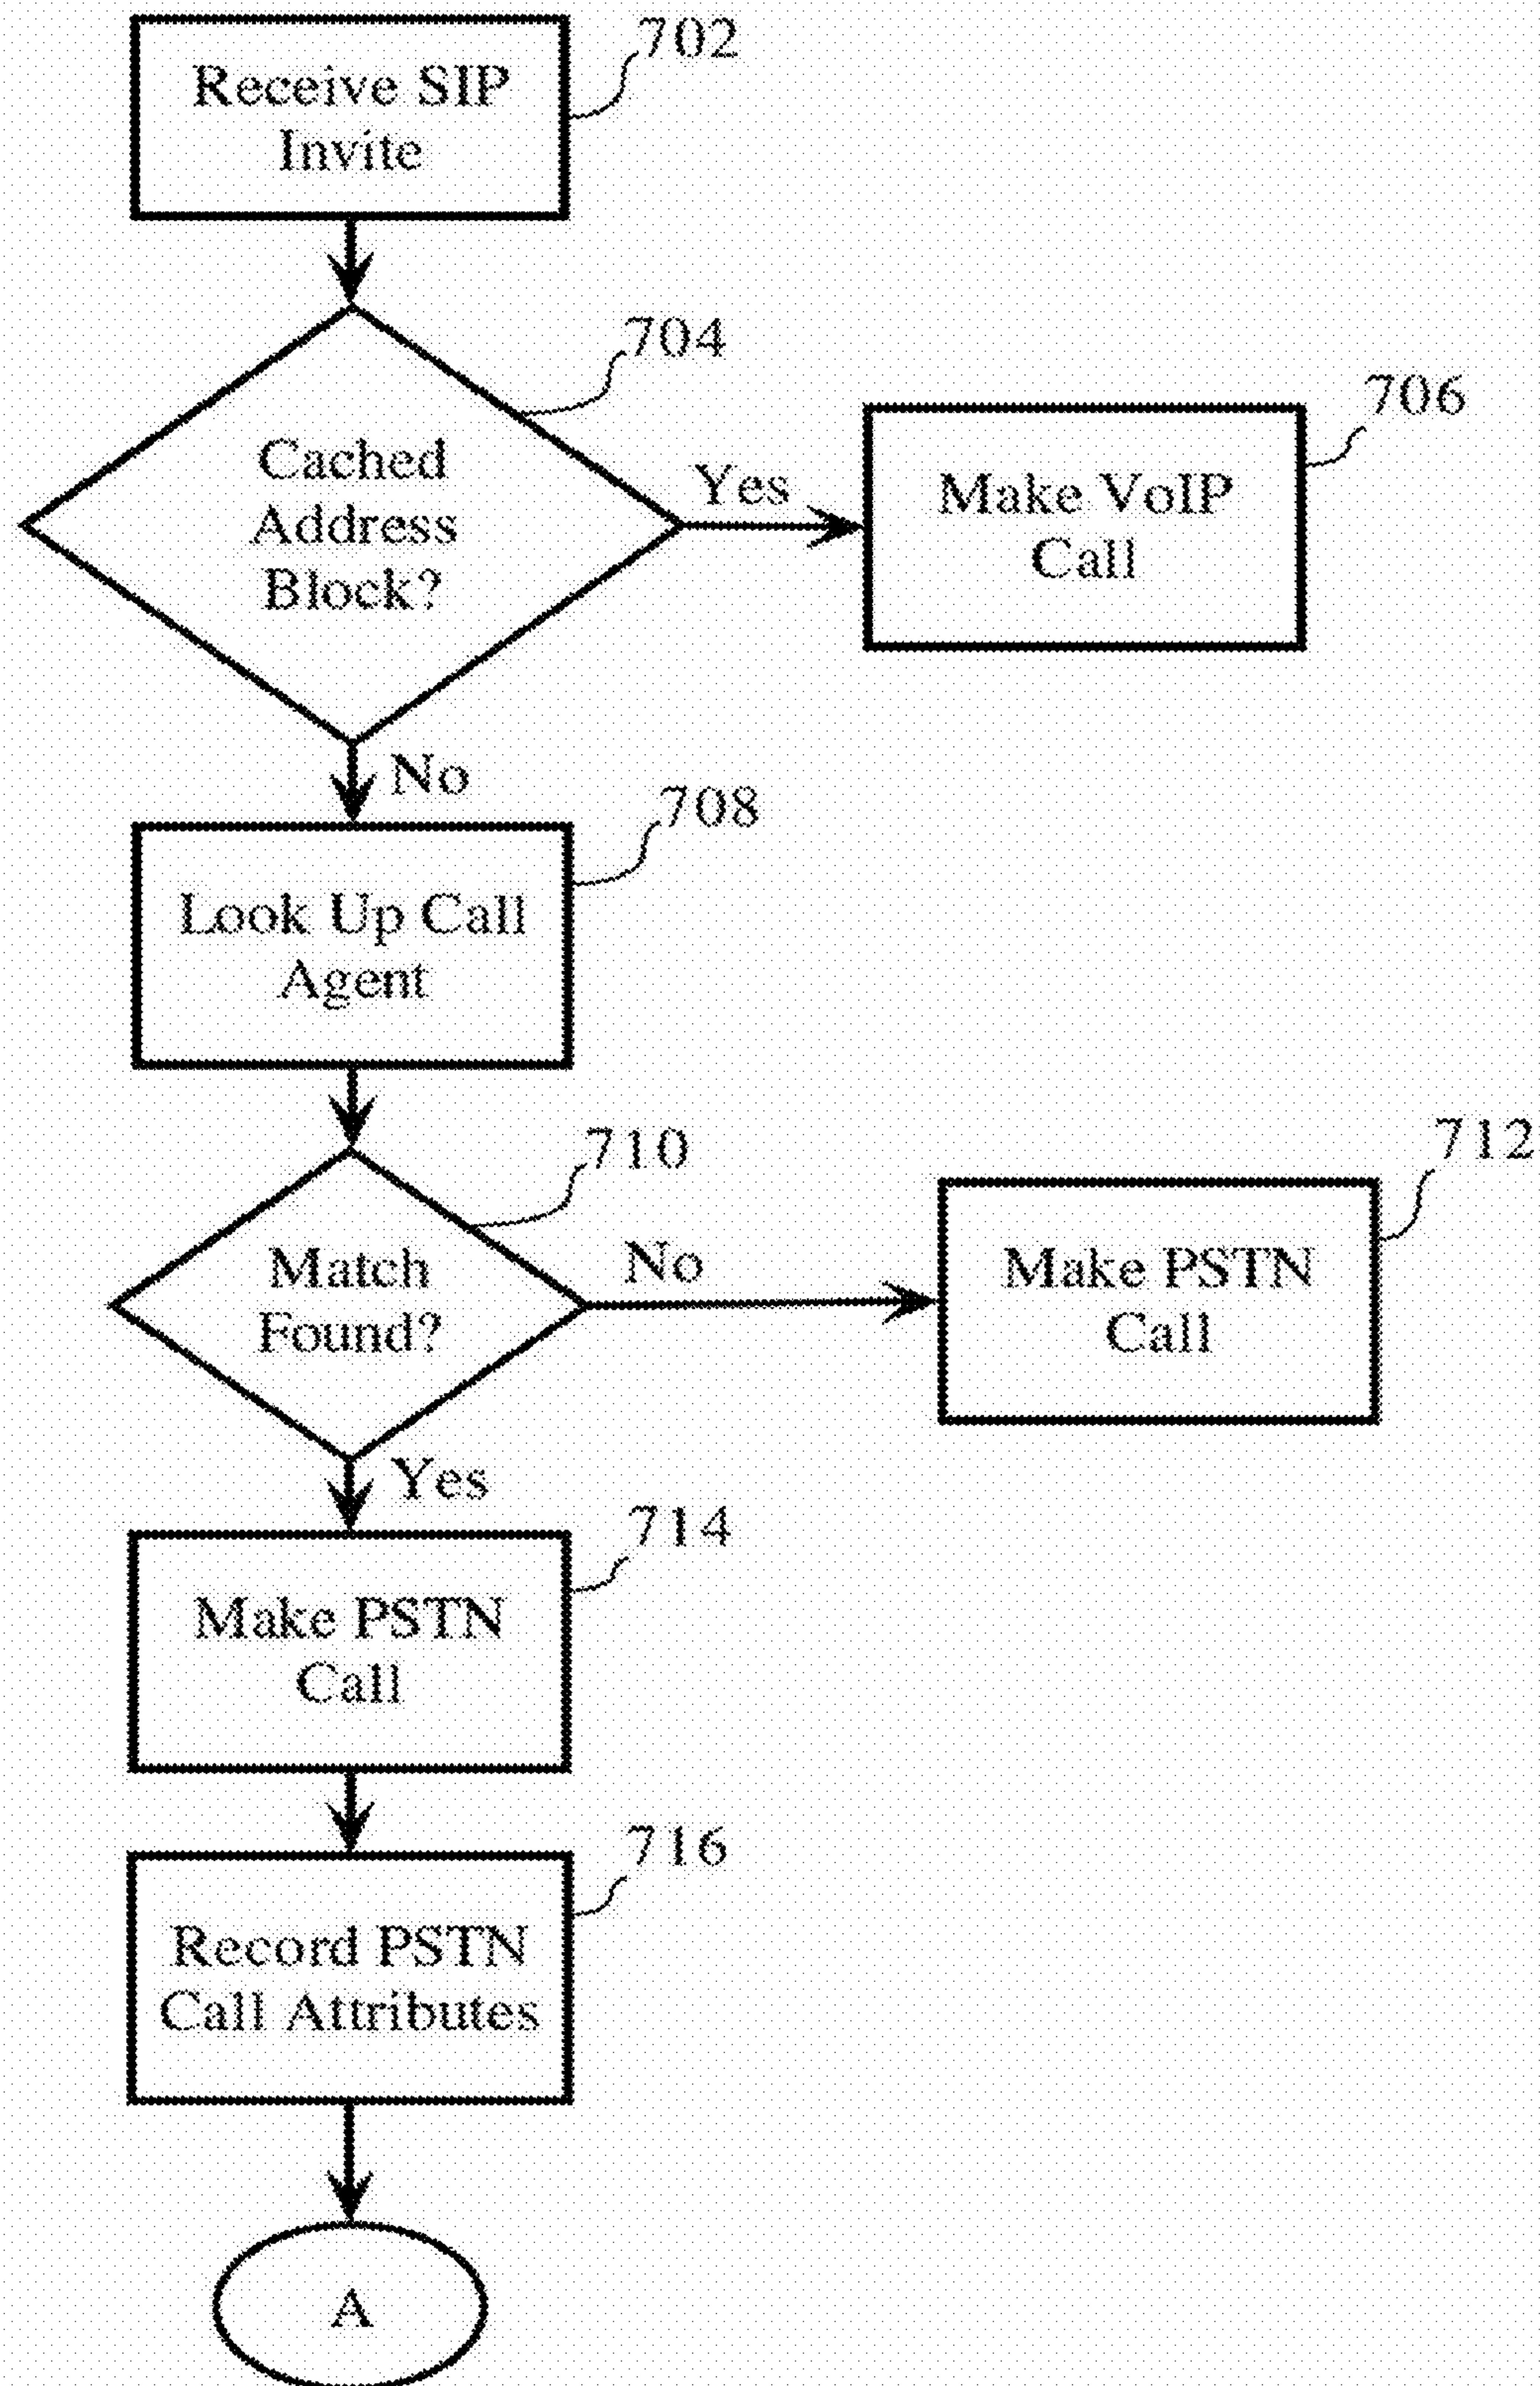 702
Receive SIP
Invite
704
Cached
Address
Block?
Yes
706
Make VoIP
Call
No
708
Look Up Call
Agent
710
Match
Found?
No
712
Make PSTN
Call
Yes
714
Make PSTN
Call
716
Record PSTN
Call Attributes
A